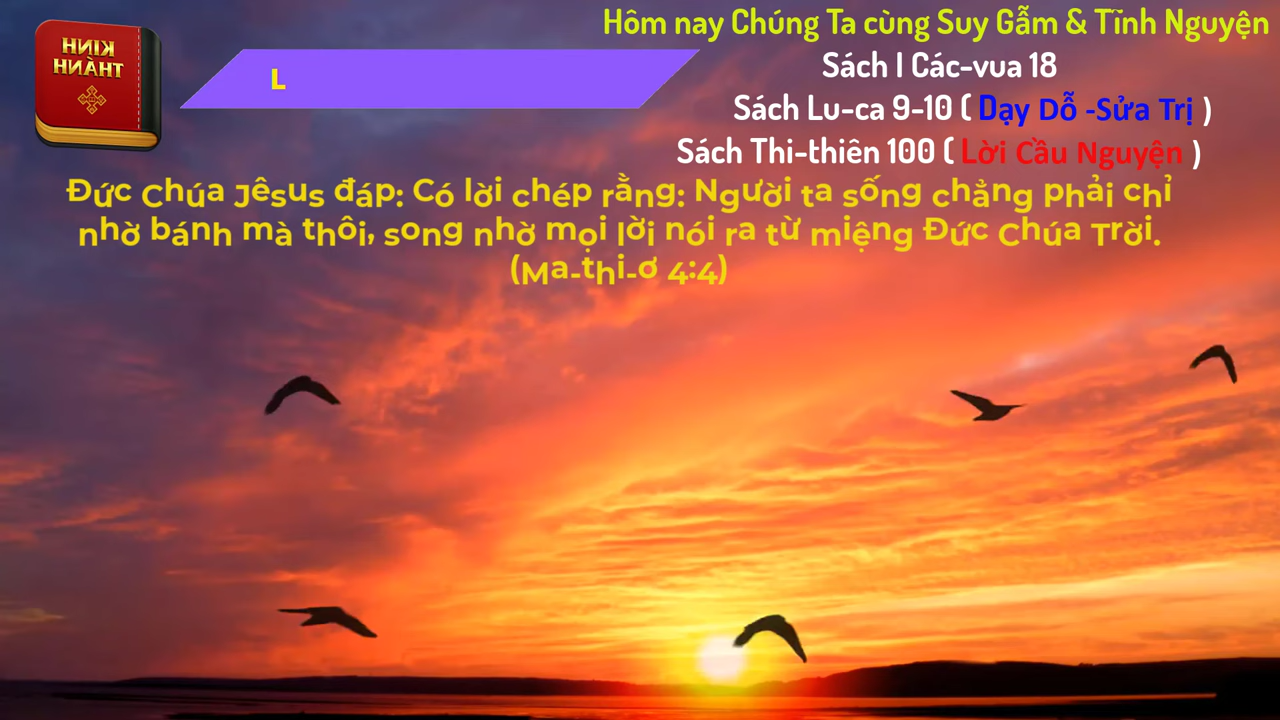 KINH
THÀNH
L
Hôm nay Chúng Ta cùng Suy Gẫm & Tĩnh Nguyện
Sách I Các-vua 18
Sách Lu-ca 9-10 ( Dạy Dỗ -Sửa Trị )
Sách Thi-thiên 100 ( Lời Cầu Nguyện )
Đức Chúa Jêsus đáp: Có lời chép rằng: Người ta sống chẳng phải chỉ
nhờ bánh mà thôi, song nhờ mọi lời nói ra từ miệng Đức Chúa Trời.
(Ma-thi-ơ 4:4)